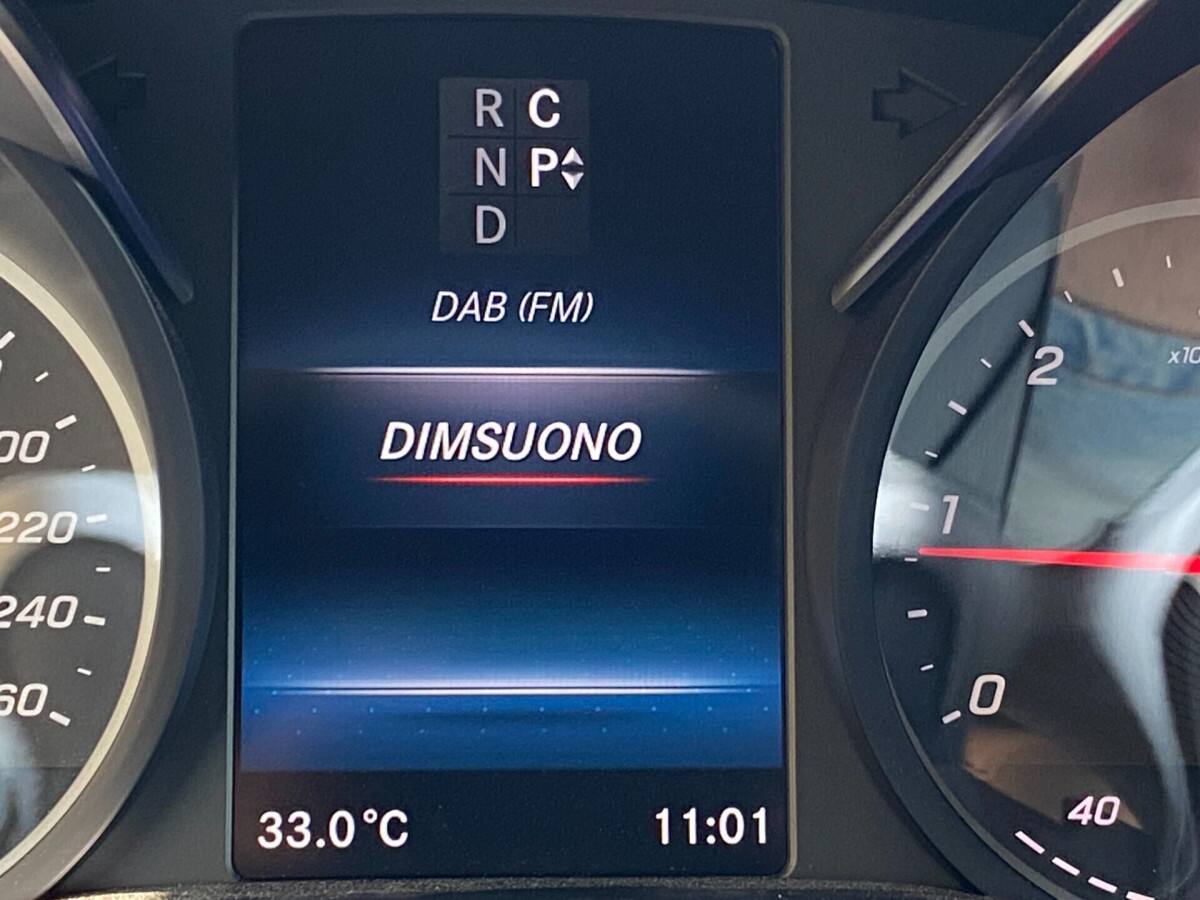 R C
N P
D
DAB (FM)
DIMSUONO
33.0°C
11:01
220
240
2
1
0
40